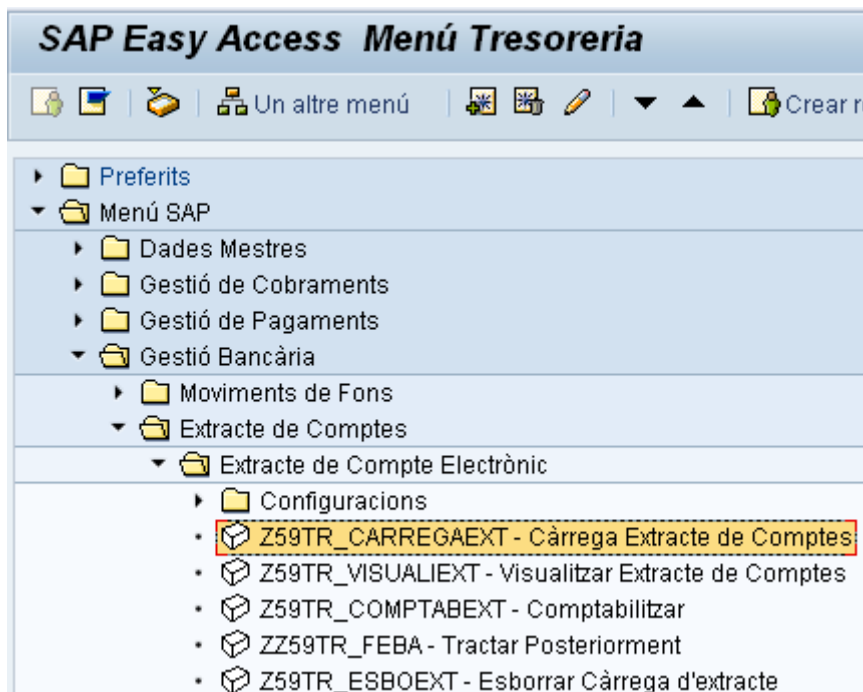 SAP Easy Access Menú Tresoreria
Un altre menú Crear
Preferits
Menú SAP
Dades Mestres
Gestió de Cobraments
Gestió de Pagaments
Gestió Bancària
Moviments de Fons
Extracte de Comptes
Extracte de Compte Electrònic
Configuracions
Z59TR_CARREGAEXT - Càrrega Extracte de Comptes
Z59TR_VISUALIEXT - Visualitzar Extracte de Comptes
Z59TR_COMPTABEXT - Comptabilitzar
ZZ59TR_FEBA - Tractar Posteriorment
Z59TR_ESBOEXT - Esborrar Càrrega d'extracte